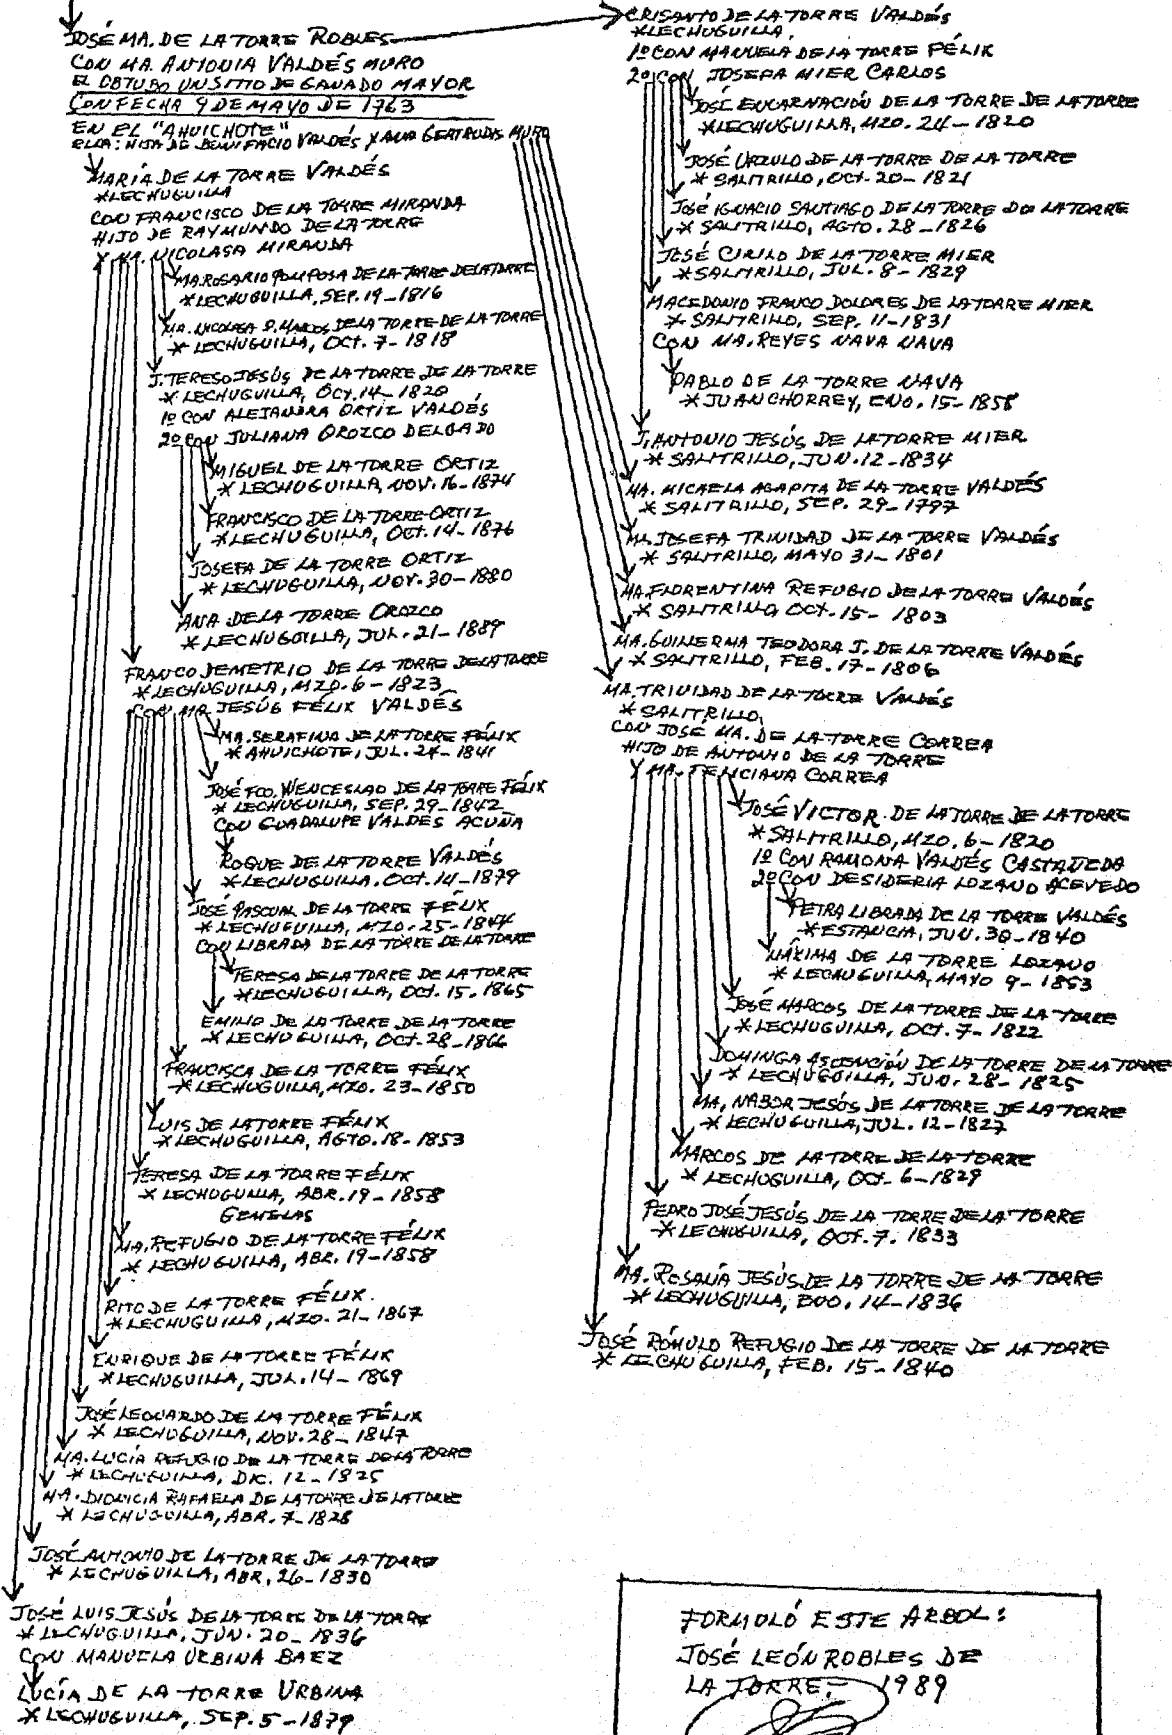 JOSÉ MA. DE LA TORRE ROBLES
CON MA. ANTONIA VALDÉS MURO
EL OBTUBO UN SITIO DE GANADO MAYOR
CON FECHA 9 DE MAYO DE 1763
EN EL "AHUICHOTE"
ELLA: HIJA DE BONIFACIO VALDÉS Y ANA GERTRUDIS MURO
MARÍA DE LA TORRE VALDÉS
*LECHUGUILLA
CON FRANCISCO DE LA TORRE MIRANDA
HIJO DE RAYMUNDO DE LA TORRE
Y MA. NICOLASA MIRANDA
MA. ROSARIO POMPOSA DE LA TORRE DE LA TORRE
*LECHUGUILLA, SEP. 19-1816
MA. NICOLASA P. MARCOS DE LA TORRE DE LA TORRE
* LECHUGUILLA, OCT. 7-1818
J. TERESO JESÚS DE LA TORRE DE LA TORRE
* LECHUGUILLA, OCT. 14-1820
1º CON ALEJANDRA ORTIZ VALDÉS
2º CON JULIANA OROZCO DELGADO
MIGUEL DE LA TORRE ORTIZ
* LECHUGUILLA, NOV. 16-1874
FRANCISCO DE LA TORRE ORTIZ
*LECHUGUILLA, OCT. 14-1876
JOSEFA DE LA TORRE ORTIZ
* LECHUGUILLA, NOV. 30-1880
ANA DE LA TORRE OROZCO
* LECHUGUILLA, JUL. 21-1889
FRANCO DEMETRIO DE LA TORRE DE LA TORRE
*LECHUGUILLA, MZO. 6-1823
CON MA. JESÚS FÉLIX VALDÉS
MA. SERAFINA DE LA TORRE FÉLIX
* AHUICHOTE, JUL. 24-1841
JOSÉ FCO. WENCESLAO DE LA TORRE FÉLIX
* LECHUGUILLA, SEP. 29-1842
CON GUADALUPE VALDÉS ACUÑA
ROQUE DE LA TORRE VALDÉS
*LECHUGUILLA. OCT. 14-1879
JOSÉ PASCUAL DE LA TORRE FÉLIX
* LECHUGUILLA, MZO. 25-1844
CON LIBRADA DE LA TORRE DE LA TORRE
TERESA DE LA TORRE DE LA TORRE
*LECHUGUILLA, OCT. 15. 1865
EMILIO DE LA TORRE DE LA TORRE
* LECHUGUILLA, OCT. 28-1866
FRANCISCA DE LA TORRE FÉLIX
*LECHUGUILLA, MZO. 23-1850
LUIS DE LA TORRE FÉLIX
*LECHUGUILLA, AGTO. 18-1853
TERESA DE LA TORRE FÉLIX
* LECHUGUILLA, ABR. 19-1858
GEMELAS
MA. REFUGIO DE LA TORRE FÉLIX
* LECHUGUILLA, ABR. 19-1858
RITO DE LA TORRE FÉLIX.
*LECHUGUILLA, MZO. 21-1867
ENRIQUE DE LA TORRE FÉLIX
*LECHUGUILLA, JUL. 14-1869
JOSÉ LEONARDO DE LA TORRE FÉLIX
* LECHUGUILLA, NOV. 28-1847
MA. LUCÍA REFUGIO DE LA TORRE DE LA TORRE
* LECHUGUILLA, DIC. 12-1825
MA. DIONICIA RAFAELA DE LA TORRE DE LA TORRE
* LECHUGUILLA, ABR. 7-1828
JOSÉ ANTONIO DE LA TORRE DE LA TORRE
* LECHUGUILLA, ABR. 26-1830
JOSÉ LUIS JESÚS DE LA TORRE DE LA TORRE
* LECHUGUILLA, JUN. 20-1836
CON MANUELA URBINA BAEZ
LUCÍA DE LA TORRE URBINA
* LECHUGUILLA, SEP. 5-1879
CRISANTO DE LA TORRE VALDÉS
*LECHUGUILLA,
1º CON MANUELA DE LA TORRE FÉLIX
2º CON JOSEFA MIER CARLOS
JOSÉ ENCARNACIÓN DE LA TORRE DE LA TORRE
*LECHUGUILLA, MZO. 24-1820
JOSÉ URZULO DE LA TORRE DE LA TORRE
* SALITRILLO, OCT. 20-1821
JOSÉ IGNACIO SANTIAGO DE LA TORRE DE LA TORRE
* SALITRILLO, AGTO. 28-1826
JOSÉ CIRILO DE LA TORRE MIER
*SALITRILLO, JUL. 8-1829
MACEDONIO FRANCO DOLORES DE LA TORRE MIER
* SALITRILLO, SEP. 11-1831
CON MA. REYES NAVA NAVA
PABLO DE LA TORRE NAVA
* JUANCHORREY, ENO. 15-1858
J. ANTONIO JESÚS DE LA TORRE MIER
* SALITRILLO, JUN. 12-1834
MA. MICAELA AGAPITA DE LA TORRE VALDÉS
* SALITRILLO, SEP. 29-1797
MA. JOSEFA TRINIDAD DE LA TORRE VALDÉS
* SALITRILLO, MAYO 31-1801
MA. FLORENTINA REFUGIO DE LA TORRE VALDÉS
* SALITRILLO, OCT. 15-1803
MA. GUILLERMA TEODORA J. DE LA TORRE VALDÉS
* SALITRILLO, FEB. 17-1806
MA. TRINIDAD DE LA TORRE VALDÉS
* SALITRILLO,
CON JOSÉ MA. DE LA TORRE CORREA
HIJO DE ANTONIO DE LA TORRE
Y MA. FELICIANA CORREA
JOSÉ VICTOR. DE LA TORRE DE LA TORRE
* SALITRILLO, MZO. 6-1820
1º CON RAMONA VALDÉS CASTAÑEDA
2º CON DESIDERIA LOZANO ACEVEDO
PETRA LIBRADA DE LA TORRE VALDÉS
*ESTANCIA, JUN. 30-1840
MÁXIMA DE LA TORRE LOZANO
* LECHUGUILLA, MAYO 9-1853
JOSÉ MARCOS DE LA TORRE DE LA TORRE
* LECHUGUILLA, OCT. 7-1822
DOMINGA ASCENCIÓN DE LA TORRE DE LA TORRE
* LECHUGUILLA, JUN. 28-1825
MA. NABOR JESÚS DE LA TORRE DE LA TORRE
* LECHUGUILLA, JUL. 12-1827
MARCOS DE LA TORRE DE LA TORRE
* LECHUGUILLA, OCT. 6-1829
PEDRO JOSÉ JESÚS DE LA TORRE DE LA TORRE
* LECHUGUILLA, OCT. 7. 1833
MA. ROSALÍA JESÚS DE LA TORRE DE LA TORRE
* LECHUGUILLA, ENO. 14-1836
JOSÉ RÓMULO REFUGIO DE LA TORRE DE LA TORRE
* LECHUGUILLA, FEB. 15-1840
FORMULÓ ESTE ARBOL:
JOSÉ LEÓN ROBLES DE
LA TORRE.- 1989